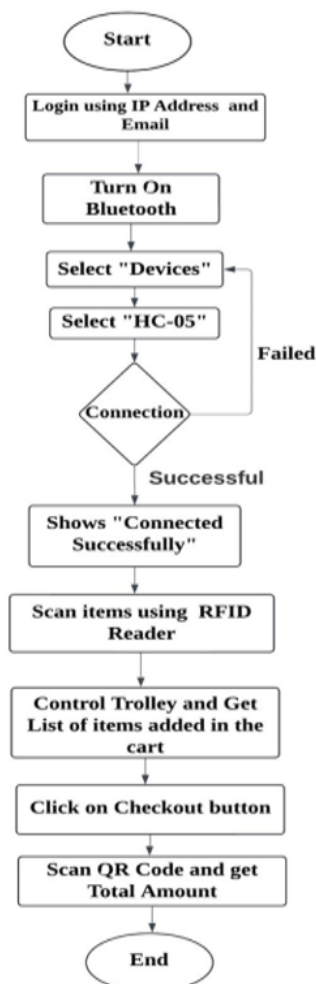 Start
Login using IP Address and
Email
Turn On
Bluetooth
Select "Devices"
Select "HC-05"
Failed
Connection
Successful
Shows "Connected
Successfully"
Scan items using RFID
Reader
Control Trolley and Get
List of items added in the
cart
Click on Checkout button
Scan QR Code and get
Total Amount
End